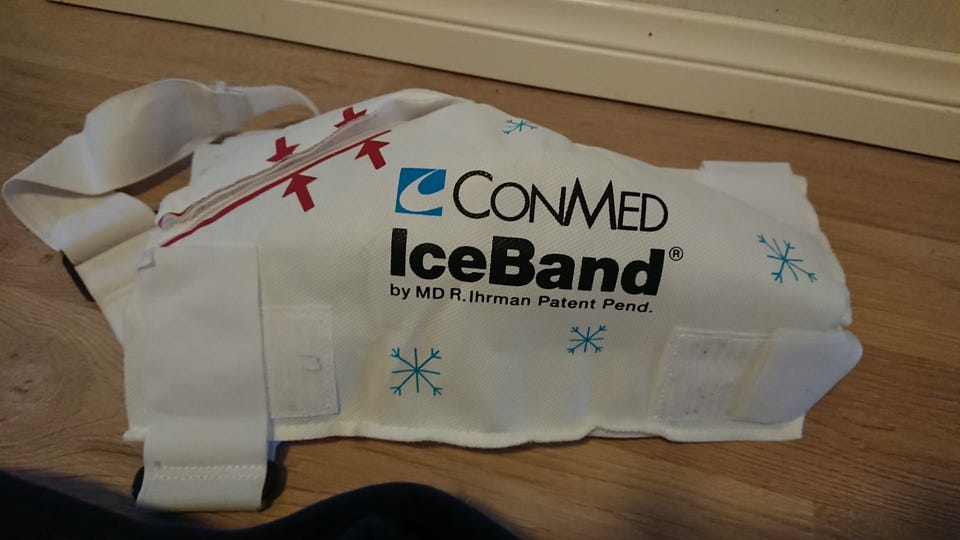 CONMED
IceBand®
by MD R. Ihrman Patent Pend.